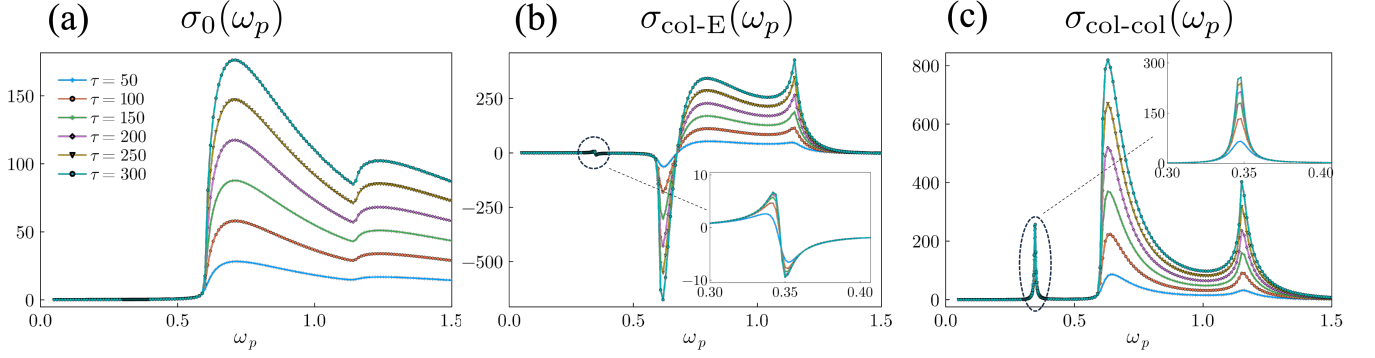 (a) σ₀(ωₚ)
150
100
50
0
0.0 0.5 1.0 1.5
ωₚ
τ = 50
τ = 100
τ = 150
τ = 200
τ = 250
τ = 300
(b) σcol-E(ωₚ)
250
0
−250
−500
0.0 0.5 1.0 1.5
ωₚ
10
0
−10
0.30 0.35 0.40
(c) σcol-col(ωₚ)
800
600
400
200
0
0.0 0.5 1.0 1.5
ωₚ
300
150
0
0.30 0.35 0.40